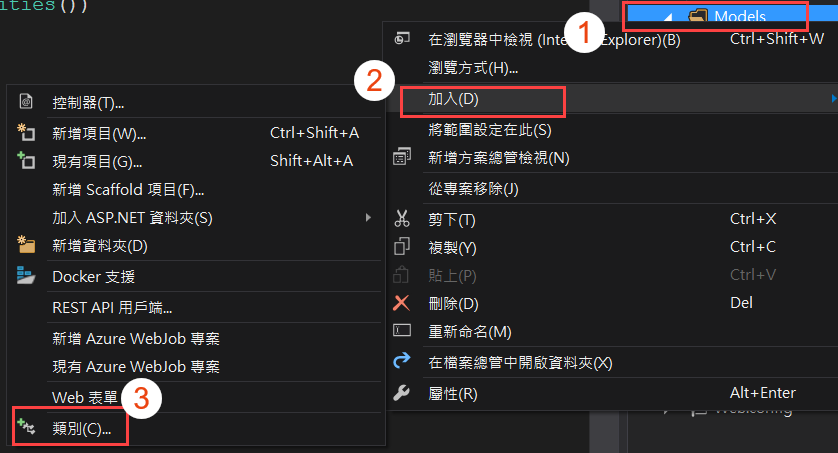 ities())
Models
1
在瀏覽器中檢視 (Inte Explorer)(B) Ctrl+Shift+W
瀏覽方式(H)...
2
加入(D)
將範圍設定在此(S)
新增方案總管檢視(N)
從專案移除(J)
剪下(T) Ctrl+X
複製(Y) Ctrl+C
貼上(P) Ctrl+V
刪除(D) Del
重新命名(M)
在檔案總管中開啟資料夾(X)
屬性(R) Alt+Enter
控制器(T)...
新增項目(W)... Ctrl+Shift+A
現有項目(G)... Shift+Alt+A
新增 Scaffold 項目(F)...
加入 ASP.NET 資料夾(S)
新增資料夾(D)
Docker 支援
REST API 用戶端...
新增 Azure WebJob 專案
現有 Azure WebJob 專案
Web 表單
3
類別(C)...
Web.config